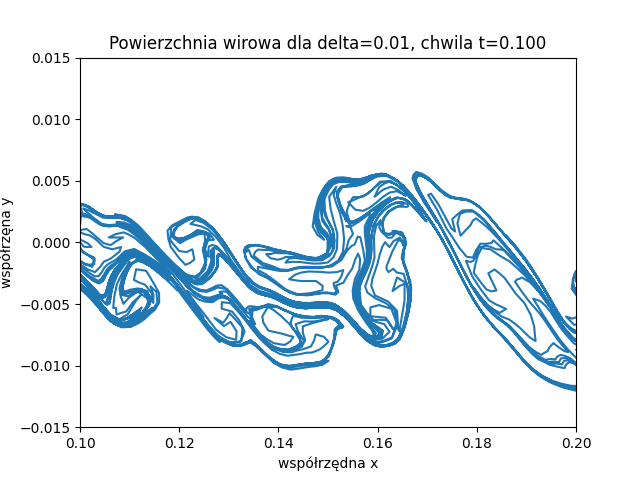 Powierzchnia wirowa dla delta=0.01, chwila t=0.100
0.015
0.010
0.005
0.000
−0.005
−0.010
−0.015
współrzęna y
0.10 0.12 0.14 0.16 0.18 0.20
współrzędna x